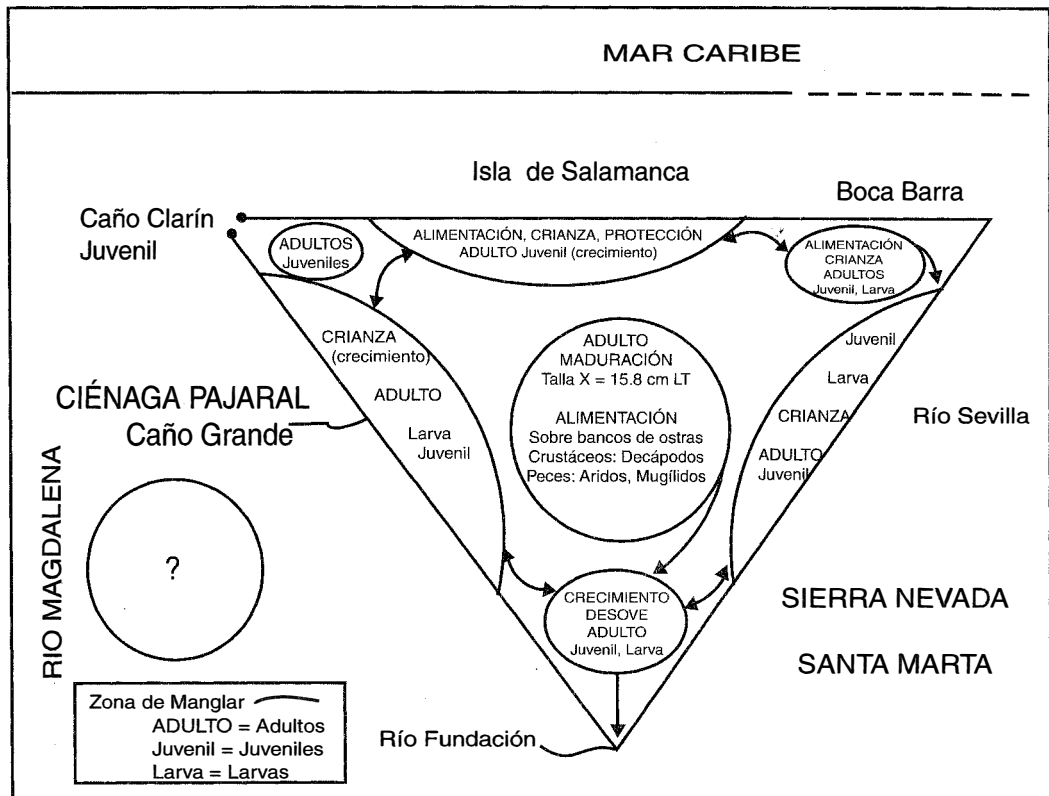 MAR CARIBE
Isla de Salamanca
Boca Barra
Caño Clarín
Juvenil
ADULTOS
Juveniles
ALIMENTACIÓN, CRIANZA, PROTECCIÓN
ADULTO Juvenil (crecimiento)
ALIMENTACIÓN
CRIANZA
ADULTOS
Juvenil, Larva
CRIANZA
(crecimiento)
ADULTO
Larva
Juvenil
ADULTO
MADURACIÓN
Talla X = 15.8 cm LT
ALIMENTACIÓN
Sobre bancos de ostras
Crustáceos: Decápodos
Peces: Aridos, Mugílidos
Juvenil
Larva
CRIANZA
ADULTO
Juvenil
CIÉNAGA PAJARAL
Caño Grande
Río Sevilla
RIO MAGDALENA
?
CRECIMIENTO
DESOVE
ADULTO
Juvenil, Larva
SIERRA NEVADA
SANTA MARTA
Río Fundación
Zona de Manglar
ADULTO = Adultos
Juvenil = Juveniles
Larva = Larvas